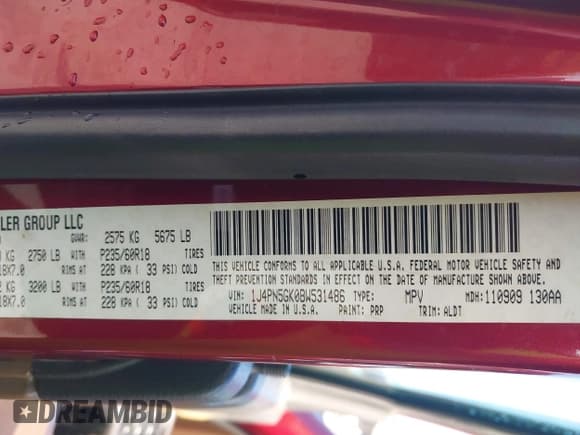 LER GROUP LLC
GVWR: 2575 KG 5675 LB
KG 2750 LB WITH P235/60R18 TIRES
8X7.0 RIMS AT 228 KPA ( 33 PSI) COLD
KG 3200 LB WITH P235/60R18 TIRES
8X7.0 RIMS AT 228 KPA ( 33 PSI) COLD
THIS VEHICLE CONFORMS TO ALL APPLICABLE U.S.A. FEDERAL MOTOR VEHICLE SAFETY AND
THEFT PREVENTION STANDARDS IN EFFECT ON THE DATE OF MANUFACTURE SHOWN ABOVE.
VIN: 1J4PN5GK08W531486 TYPE: MPV MDH: 110909 130AA
VEHICLE MADE IN U.S.A. PAINT: PRP TRIM: ALDT
DREAMBID